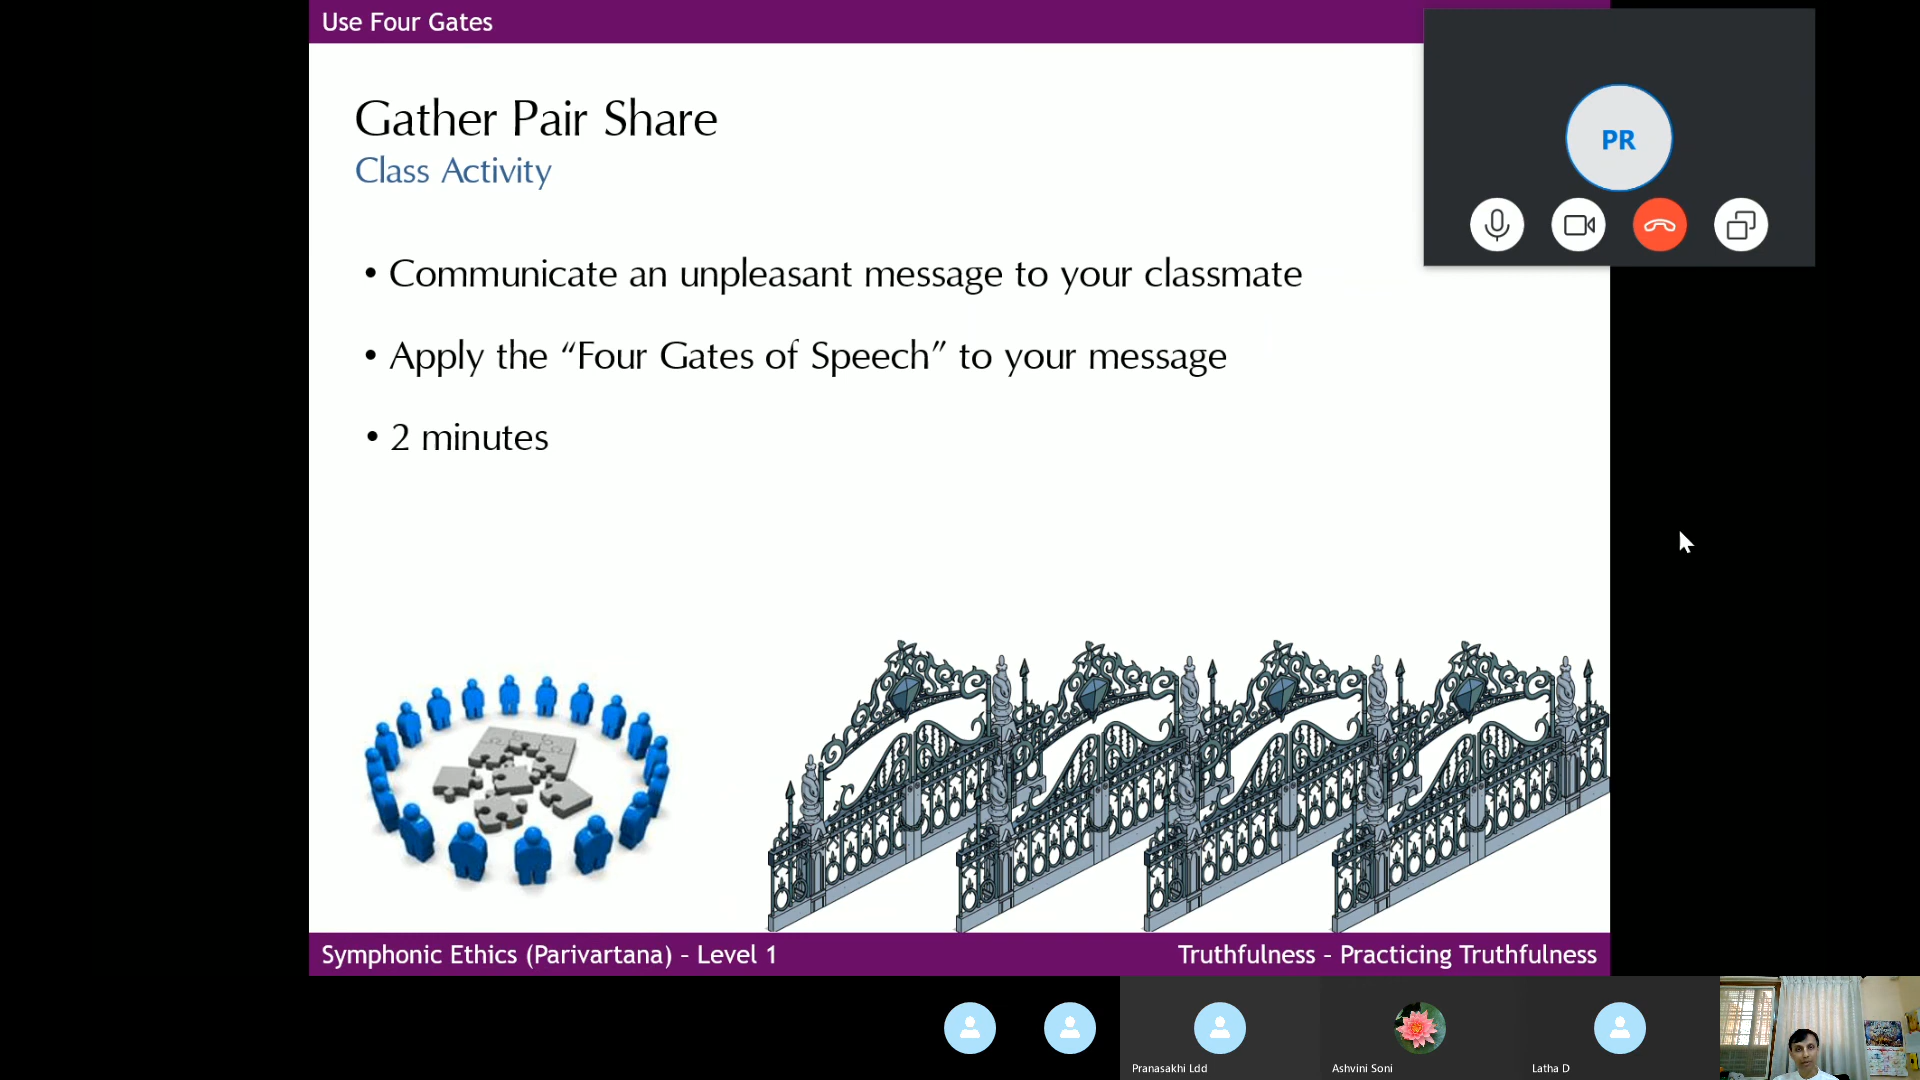 Use Four Gates
PR
Gather Pair Share
Class Activity
• Communicate an unpleasant message to your classmate
• Apply the “Four Gates of Speech” to your message
• 2 minutes
Symphonic Ethics (Parivartana) – Level 1
Truthfulness – Practicing Truthfulness
Pranasakhi Ldd
Ashvini Soni
Latha D